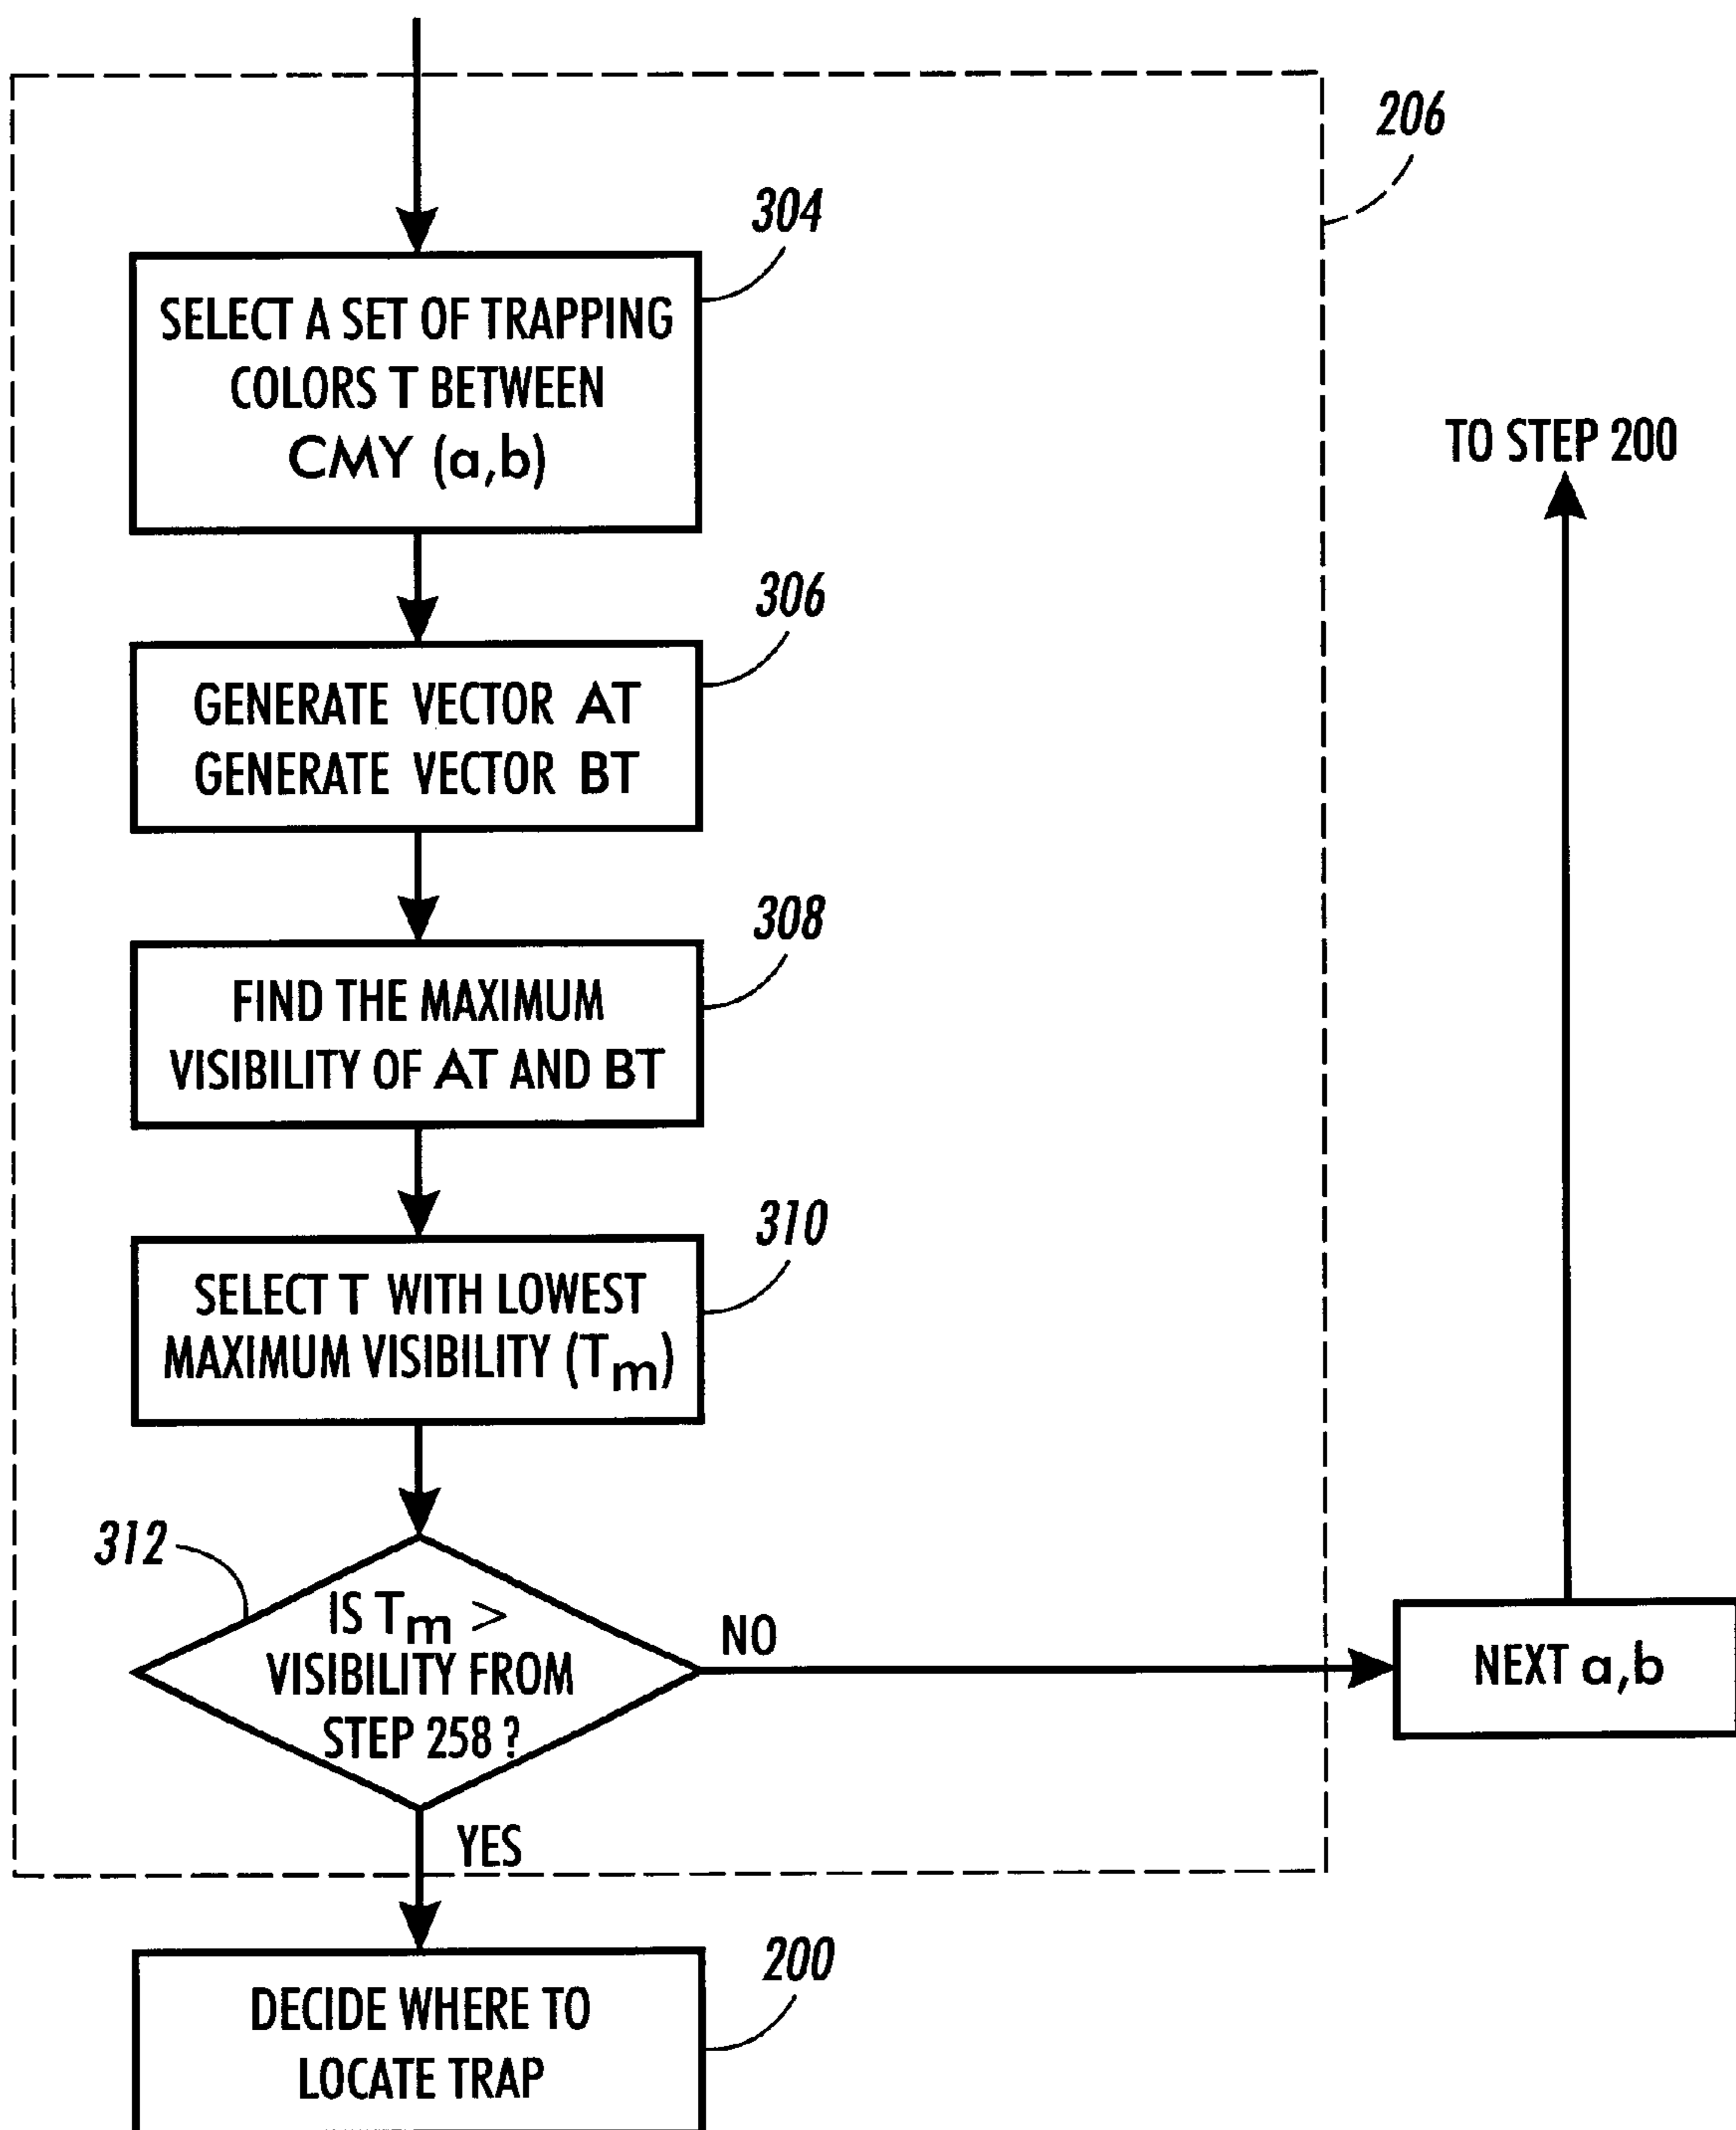 206
304
SELECT A SET OF TRAPPING
COLORS T BETWEEN
CMY (a,b)
TO STEP 200
306
GENERATE VECTOR AT
GENERATE VECTOR BT
308
FIND THE MAXIMUM
VISIBILITY OF AT AND BT
310
SELECT T WITH LOWEST
MAXIMUM VISIBILITY (Tm)
312
IS Tm >
VISIBILITY FROM
STEP 258 ?
NO
NEXT a,b
YES
200
DECIDE WHERE TO
LOCATE TRAP